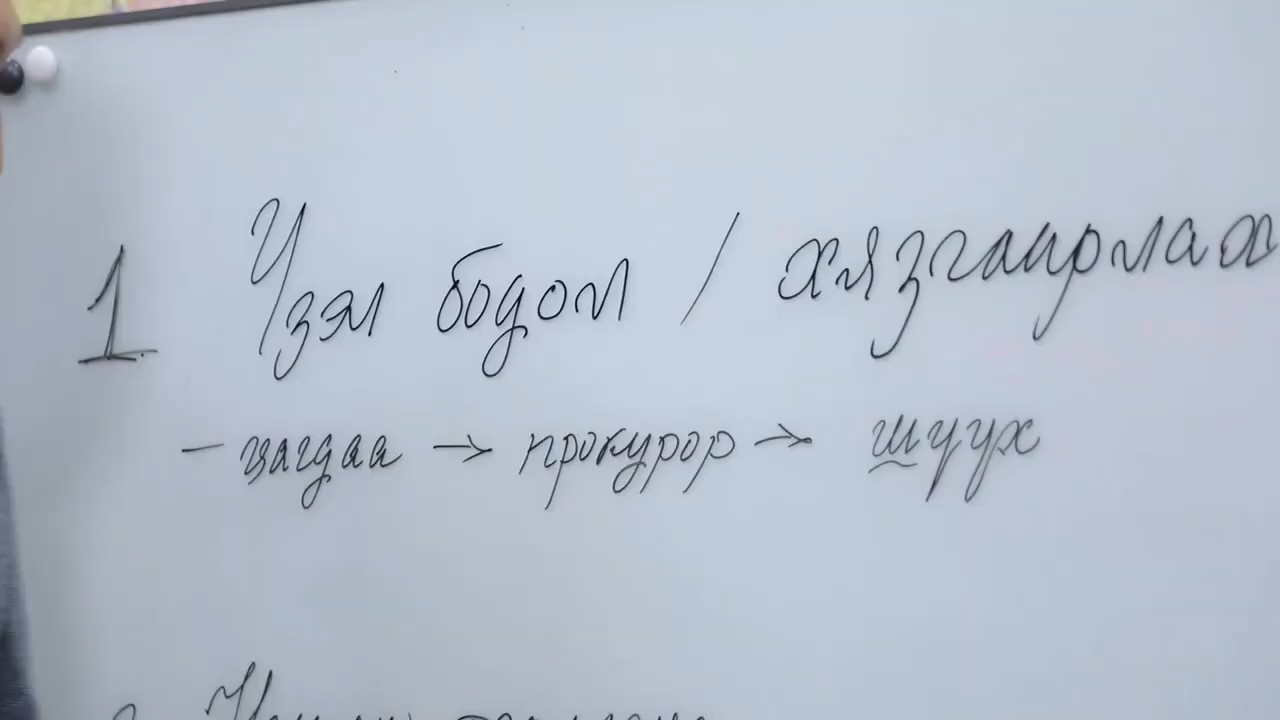 1. Үзэл бодол / хязгаарлах
- цагдаа → прокурор → шүүх